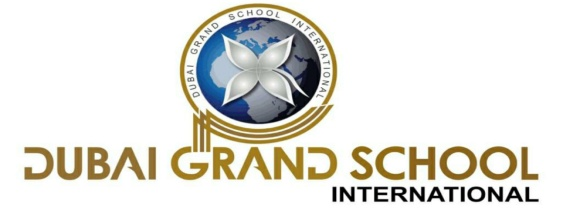 DUBAI GRAND SCHOOL INTERNATIONAL
DUBAI GRAND SCHOOL
INTERNATIONAL